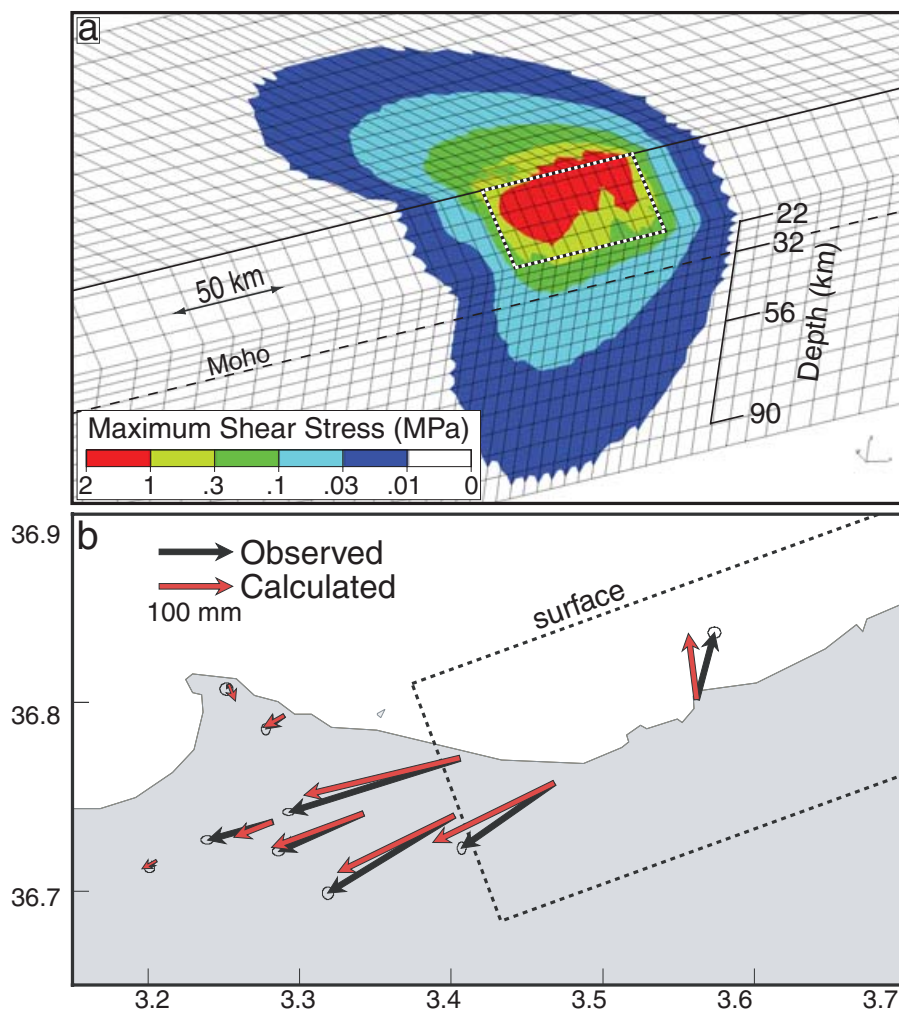 a
50 km
Moho
22
32
56
90
Depth (km)
Maximum Shear Stress (MPa)
2 1 .3 .1 .03 .01 0
b
Observed
Calculated
100 mm
surface
36.9
36.8
36.7
3.2 3.3 3.4 3.5 3.6 3.7